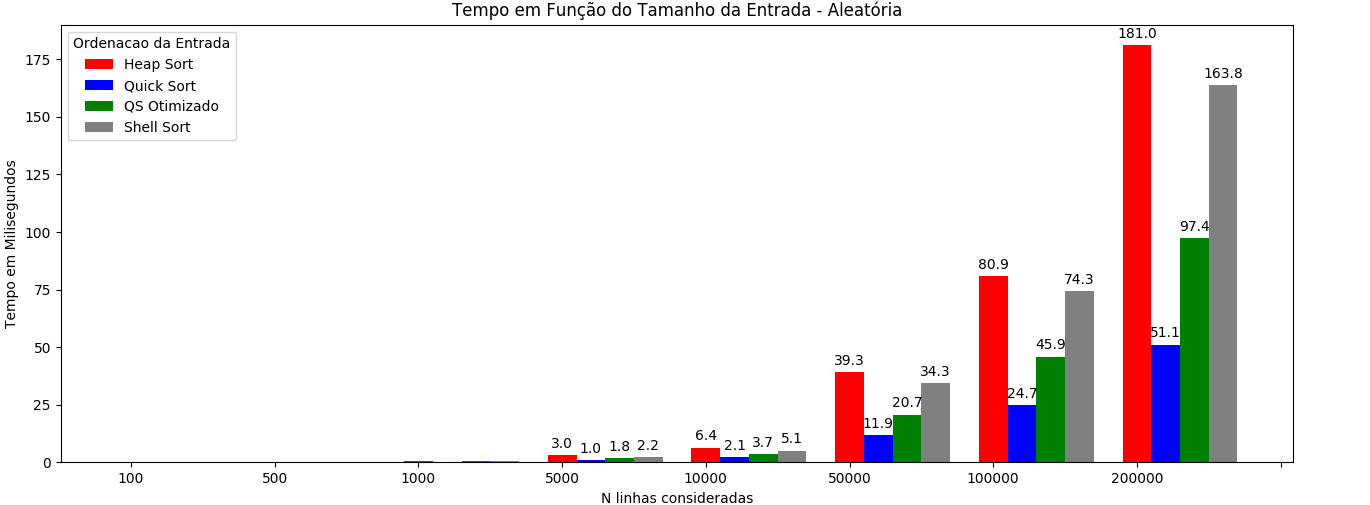 Tempo em Função do Tamanho da Entrada - Aleatória
Ordenacao da Entrada
Heap Sort
Quick Sort
QS Otimizado
Shell Sort
Tempo em Milisegundos
175
150
125
100
75
50
25
0
3.0 1.0 1.8 2.2
6.4 2.1 3.7 5.1
39.3 11.9 20.7 34.3
80.9 24.7 45.9 74.3
181.0 51.1 97.4 163.8
100 500 1000 5000 10000 50000 100000 200000
N linhas consideradas